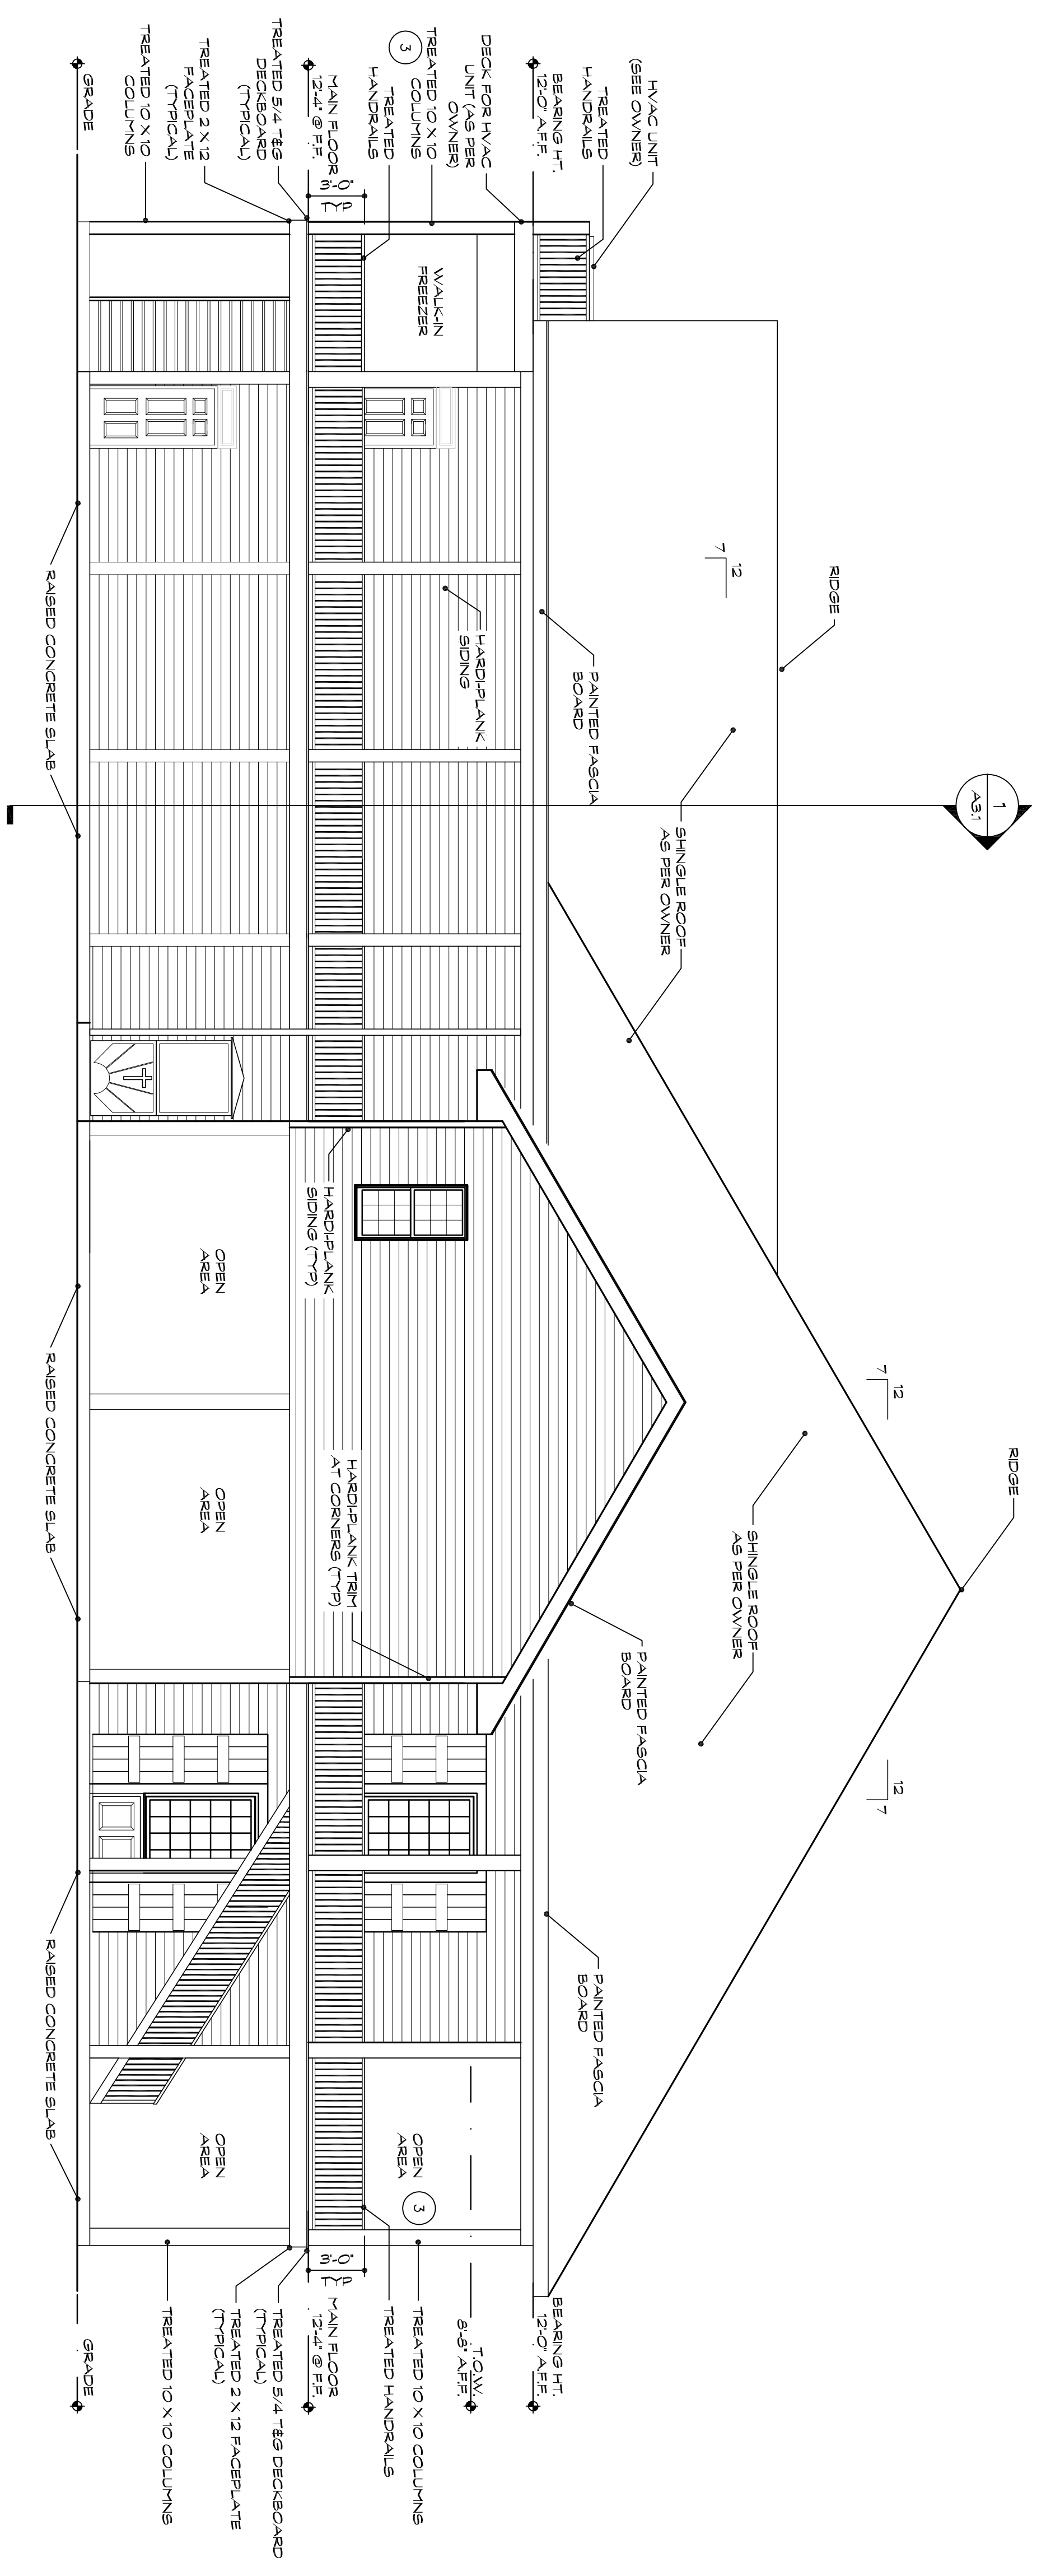 RIDGE
12
7
12
7
1
A3.1
RIDGE
12
7
SHINGLE ROOF
AS PER OWNER
SHINGLE ROOF
AS PER OWNER
HVAC UNIT
(SEE OWNER)
TREATED
HANDRAILS
BEARING HT.
12'-0" A.F.F.
DECK FOR HVAC
UNIT (AS PER
OWNER)
TREATED 10 X 10
COLUMNS
3
TREATED
HANDRAILS
MAIN FLOOR
12'-4" @ F.F.
3'-0"
TYP
TREATED 5/4 T&G
DECKBOARD
(TYPICAL)
TREATED 2 X 12
FACEPLATE
(TYPICAL)
TREATED 10 X 10
COLUMNS
GRADE
WALK-IN
FREEZER
PAINTED FASCIA
BOARD
HARDI-PLANK
SIDING
PAINTED FASCIA
BOARD
PAINTED FASCIA
BOARD
HARDI-PLANK
SIDING (TYP)
HARDI-PLANK TRIM
AT CORNERS (TYP)
OPEN
AREA
OPEN
AREA
OPEN
AREA
3
OPEN
AREA
BEARING HT.
12'-0" A.F.F.
T.O.W.
8'-8" A.F.F.
TREATED 10 X 10 COLUMNS
TREATED HANDRAILS
3'-0"
TYP
MAIN FLOOR
12'-4" @ F.F.
TREATED 5/4 T&G DECKBOARD
(TYPICAL)
TREATED 2 X 12 FACEPLATE
(TYPICAL)
TREATED 10 X 10 COLUMNS
GRADE
RAISED CONCRETE SLAB
RAISED CONCRETE SLAB
RAISED CONCRETE SLAB